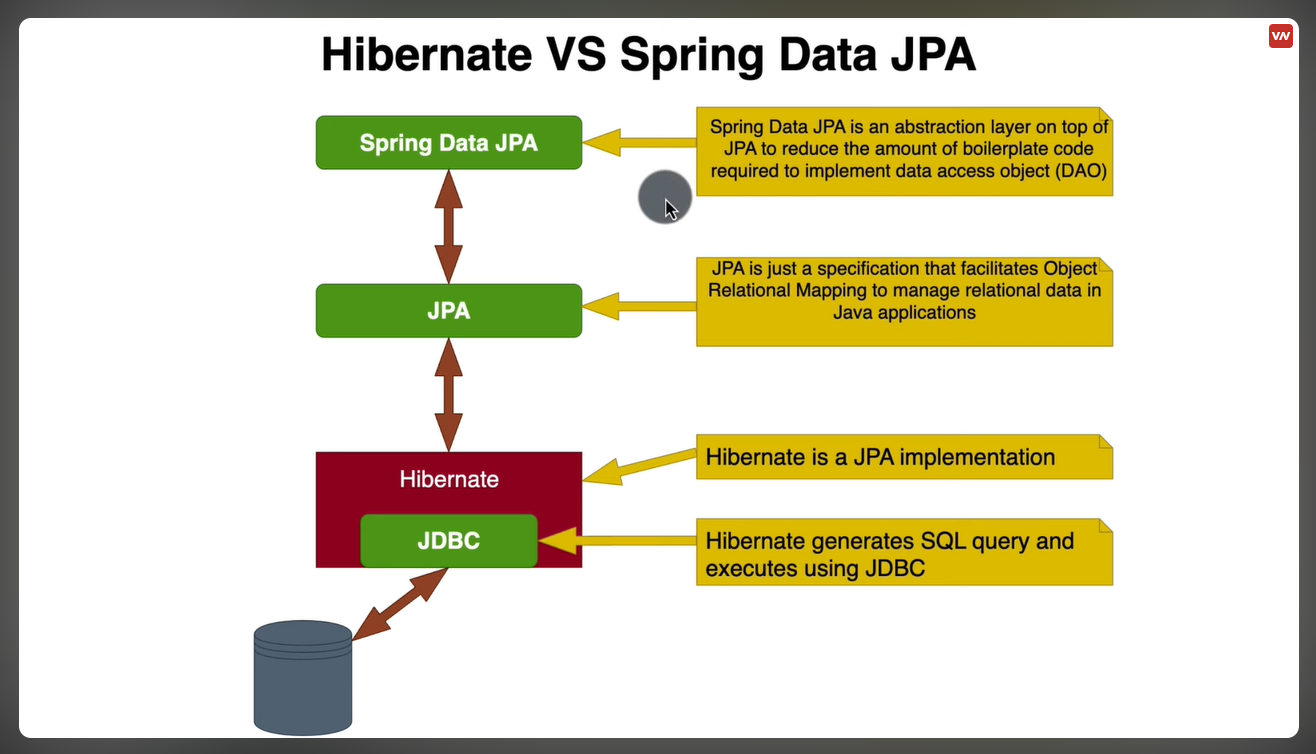 Hibernate VS Spring Data JPA
Spring Data JPA
Spring Data JPA is an abstraction layer on top of
JPA to reduce the amount of boilerplate code
required to implement data access object (DAO)
JPA
JPA is just a specification that facilitates Object
Relational Mapping to manage relational data in
Java applications
Hibernate
Hibernate is a JPA implementation
JDBC
Hibernate generates SQL query and
executes using JDBC
VN